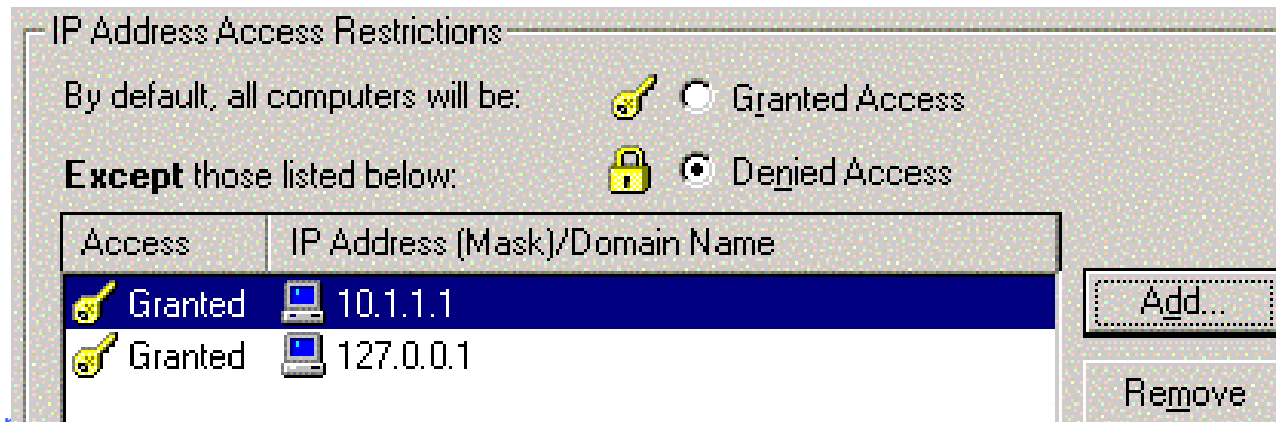 IP Address Access Restrictions
By default, all computers will be: Granted Access
Except those listed below: Denied Access
Access IP Address (Mask)/Domain Name
Granted 10.1.1.1
Add...
Granted 127.0.0.1
Remove